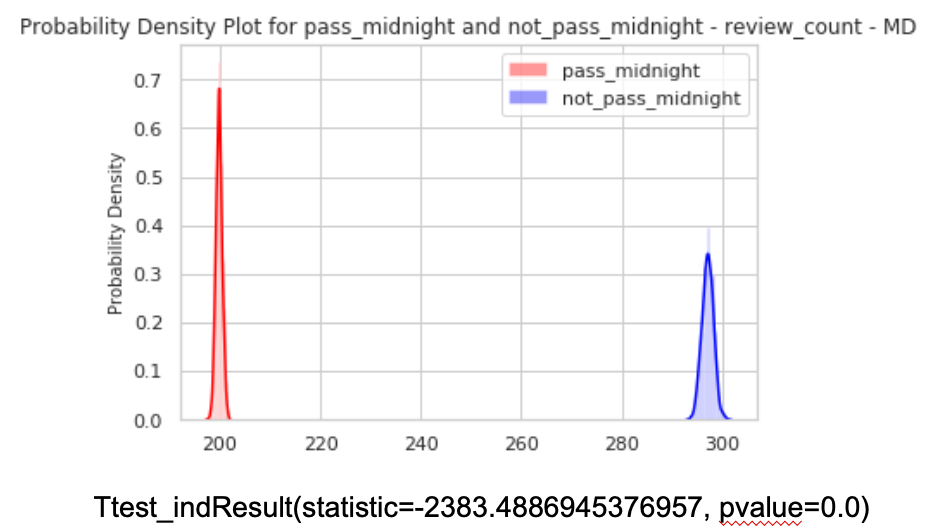 Probability Density Plot for pass_midnight and not_pass_midnight - review_count - MD
pass_midnight
not_pass_midnight
Probability Density
0.7
0.6
0.5
0.4
0.3
0.2
0.1
0.0
200 220 240 260 280 300
Ttest_indResult(statistic=-2383.4886945376957, pvalue=0.0)